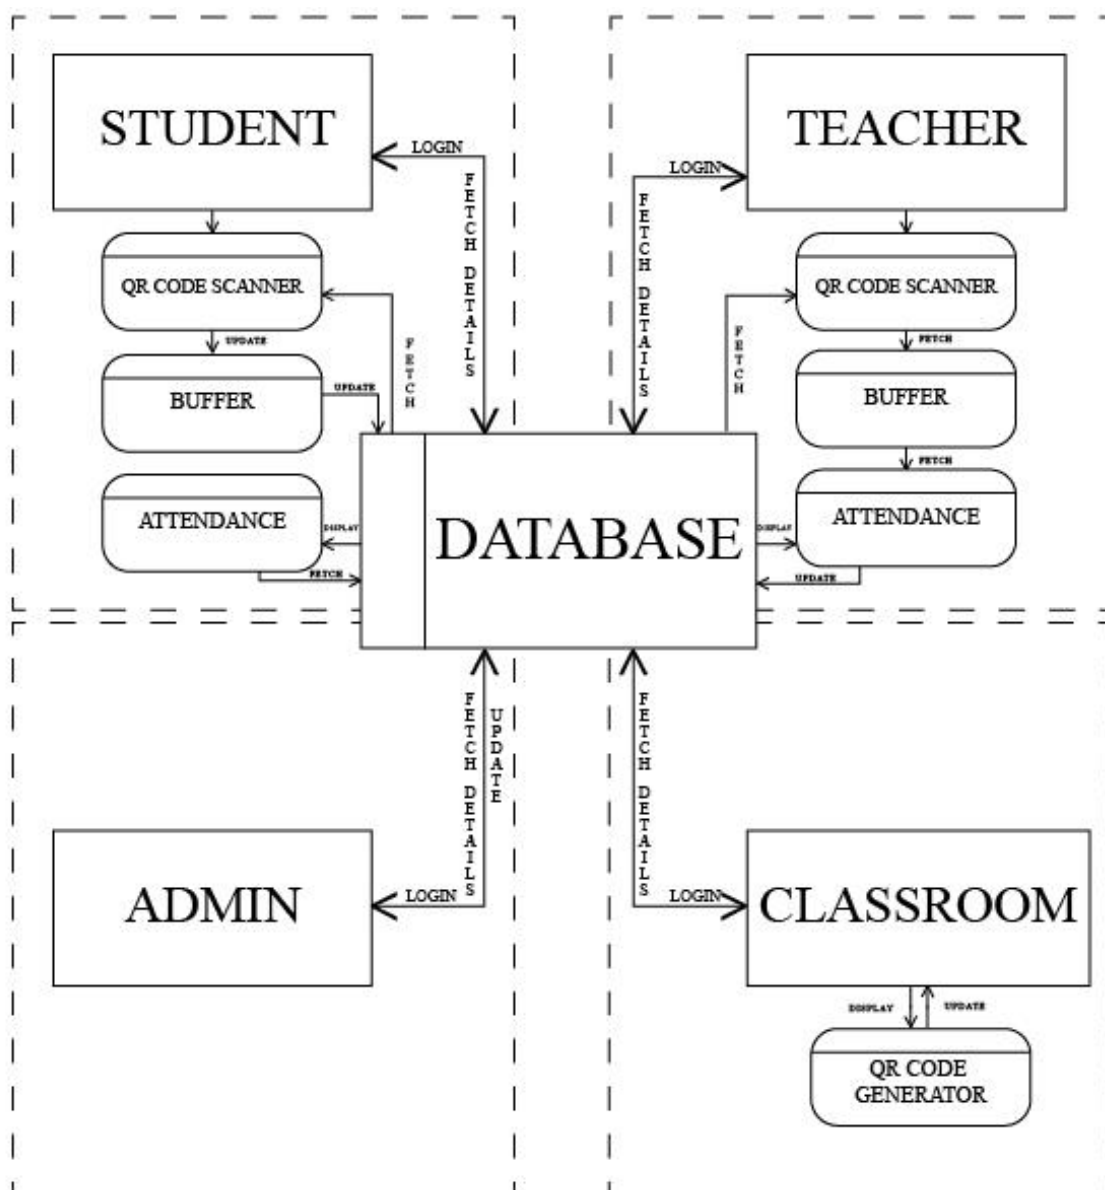 STUDENT
LOGIN
FETCH DETAILS
QR CODE SCANNER
UPDATE
FETCH
BUFFER
UPDATE
ATTENDANCE
DISPLAY
FETCH
TEACHER
LOGIN
FETCH DETAILS
QR CODE SCANNER
FETCH
FETCH
BUFFER
FETCH
ATTENDANCE
DISPLAY
UPDATE
DATABASE
FETCH DETAILS
UPDATE
ADMIN
LOGIN
FETCH DETAILS
LOGIN
CLASSROOM
DISPLAY
UPDATE
QR CODE
GENERATOR